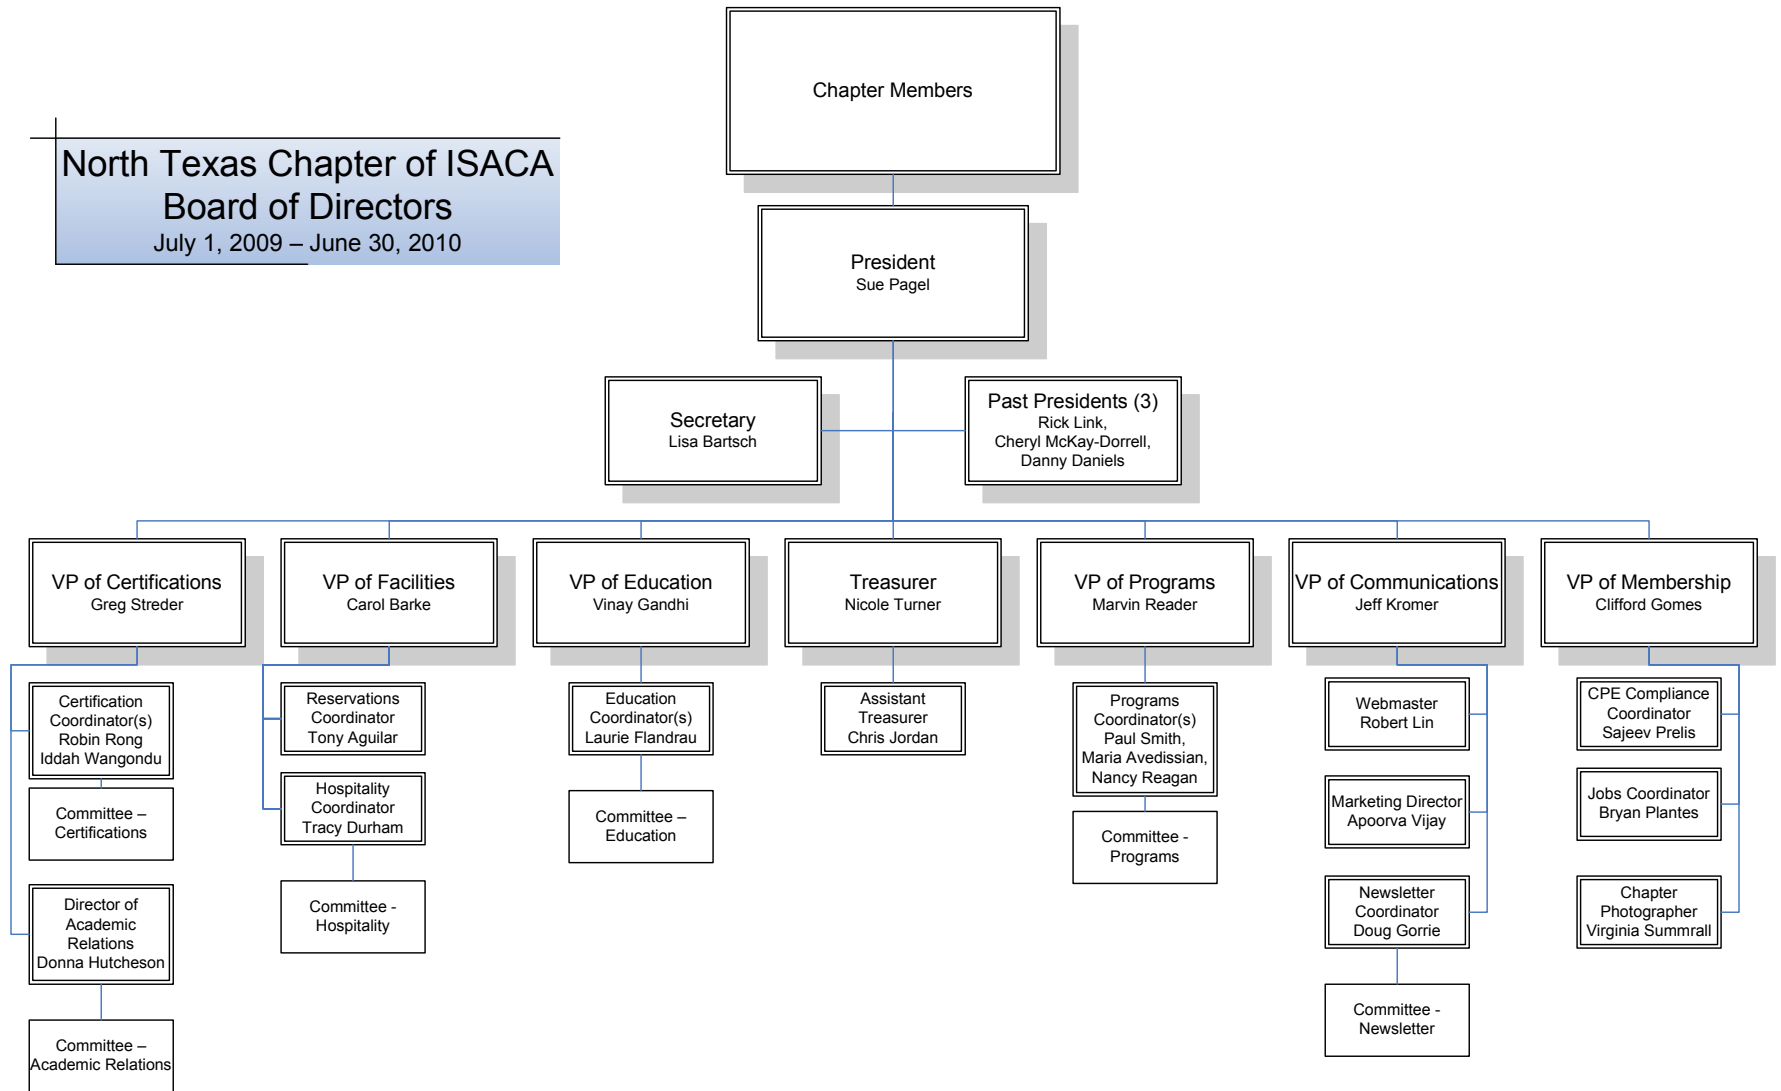 North Texas Chapter of ISACA
Board of Directors
July 1, 2009 – June 30, 2010
Chapter Members
President
Sue Pagel
Secretary
Lisa Bartsch
Past Presidents (3)
Rick Link,
Cheryl McKay-Dorrell,
Danny Daniels
VP of Certifications
Greg Streder
VP of Facilities
Carol Barke
VP of Education
Vinay Gandhi
Treasurer
Nicole Turner
VP of Programs
Marvin Reader
VP of Communications
Jeff Kromer
VP of Membership
Clifford Gomes
Certification
Coordinator(s)
Robin Rong
Iddah Wangondu
Committee –
Certifications
Director of
Academic
Relations
Donna Hutcheson
Committee –
Academic Relations
Reservations
Coordinator
Tony Aguilar
Hospitality
Coordinator
Tracy Durham
Committee -
Hospitality
Education
Coordinator(s)
Laurie Flandrau
Committee –
Education
Assistant
Treasurer
Chris Jordan
Programs
Coordinator(s)
Paul Smith,
Maria Avedissian,
Nancy Reagan
Committee -
Programs
Webmaster
Robert Lin
Marketing Director
Apoorva Vijay
Newsletter
Coordinator
Doug Gorrie
Committee -
Newsletter
CPE Compliance
Coordinator
Sajeev Prelis
Jobs Coordinator
Bryan Plantes
Chapter
Photographer
Virginia Summrall